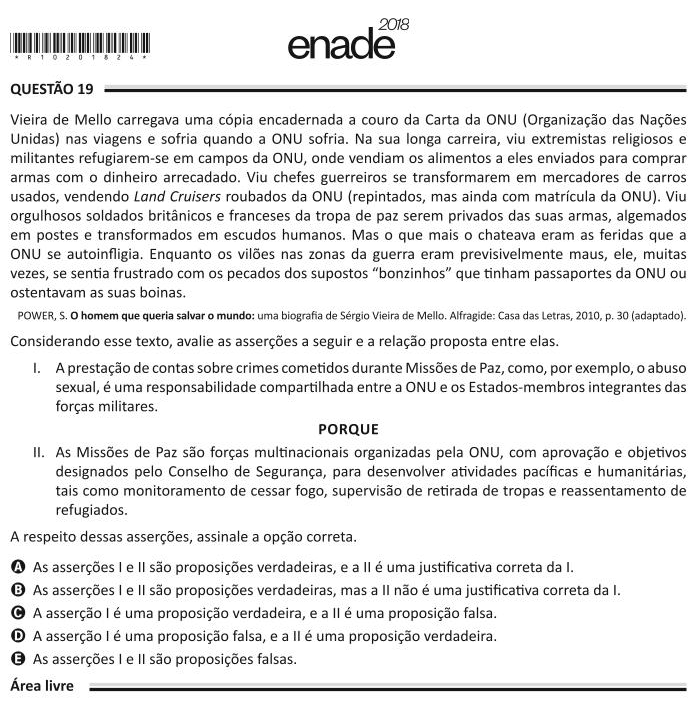 2018
enade
* R 1 0 2 0 1 8 2 4 *
QUESTÃO 19
Vieira de Mello carregava uma cópia encadernada a couro da Carta da ONU (Organização das Nações
Unidas) nas viagens e sofria quando a ONU sofria. Na sua longa carreira, viu extremistas religiosos e
militantes refugiarem-se em campos da ONU, onde vendiam os alimentos a eles enviados para comprar
armas com o dinheiro arrecadado. Viu chefes guerreiros se transformarem em mercadores de carros
usados, vendendo Land Cruisers roubados da ONU (repintados, mas ainda com matrícula da ONU). Viu
orgulhosos soldados britânicos e franceses da tropa de paz serem privados das suas armas, algemados
em postes e transformados em escudos humanos. Mas o que mais o chateava eram as feridas que a
ONU se autoinfligia. Enquanto os vilões nas zonas da guerra eram previsivelmente maus, ele, muitas
vezes, se sentia frustrado com os pecados dos supostos “bonzinhos” que tinham passaportes da ONU ou
ostentavam as suas boinas.
POWER, S. O homem que queria salvar o mundo: uma biografia de Sérgio Vieira de Mello. Alfragide: Casa das Letras, 2010, p. 30 (adaptado).
Considerando esse texto, avalie as asserções a seguir e a relação proposta entre elas.
I. A prestação de contas sobre crimes cometidos durante Missões de Paz, como, por exemplo, o abuso
sexual, é uma responsabilidade compartilhada entre a ONU e os Estados-membros integrantes das
forças militares.
PORQUE
II. As Missões de Paz são forças multinacionais organizadas pela ONU, com aprovação e objetivos
designados pelo Conselho de Segurança, para desenvolver atividades pacíficas e humanitárias,
tais como monitoramento de cessar fogo, supervisão de retirada de tropas e reassentamento de
refugiados.
A respeito dessas asserções, assinale a opção correta.
A As asserções I e II são proposições verdadeiras, e a II é uma justificativa correta da I.
B As asserções I e II são proposições verdadeiras, mas a II não é uma justificativa correta da I.
C A asserção I é uma proposição verdadeira, e a II é uma proposição falsa.
D A asserção I é uma proposição falsa, e a II é uma proposição verdadeira.
E As asserções I e II são proposições falsas.
Área livre